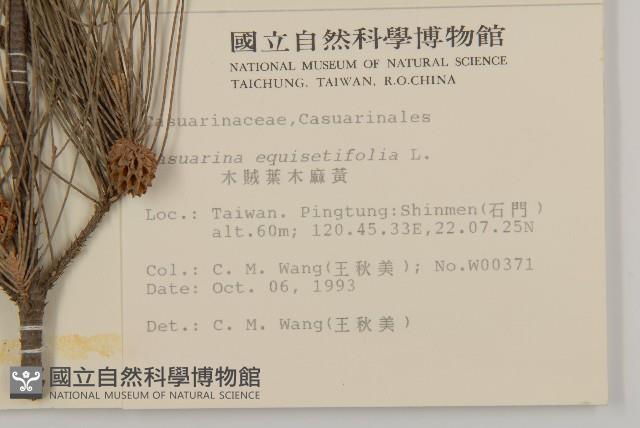 國立自然科學博物館
NATIONAL MUSEUM OF NATURAL SCIENCE
TAICHUNG, TAIWAN, R.O.CHINA
Casuarinaceae,Casuarinales
Casuarina equisetifolia L.
木賊葉木麻黃
Loc.: Taiwan. Pingtung:Shinmen(石門)
alt.60m; 120.45.33E,22.07.25N
Col.: C. M. Wang(王秋美); No.W00371
Date: Oct. 06, 1993
Det.: C. M. Wang(王秋美)
國立自然科學博物館
NATIONAL MUSEUM OF NATURAL SCIENCE